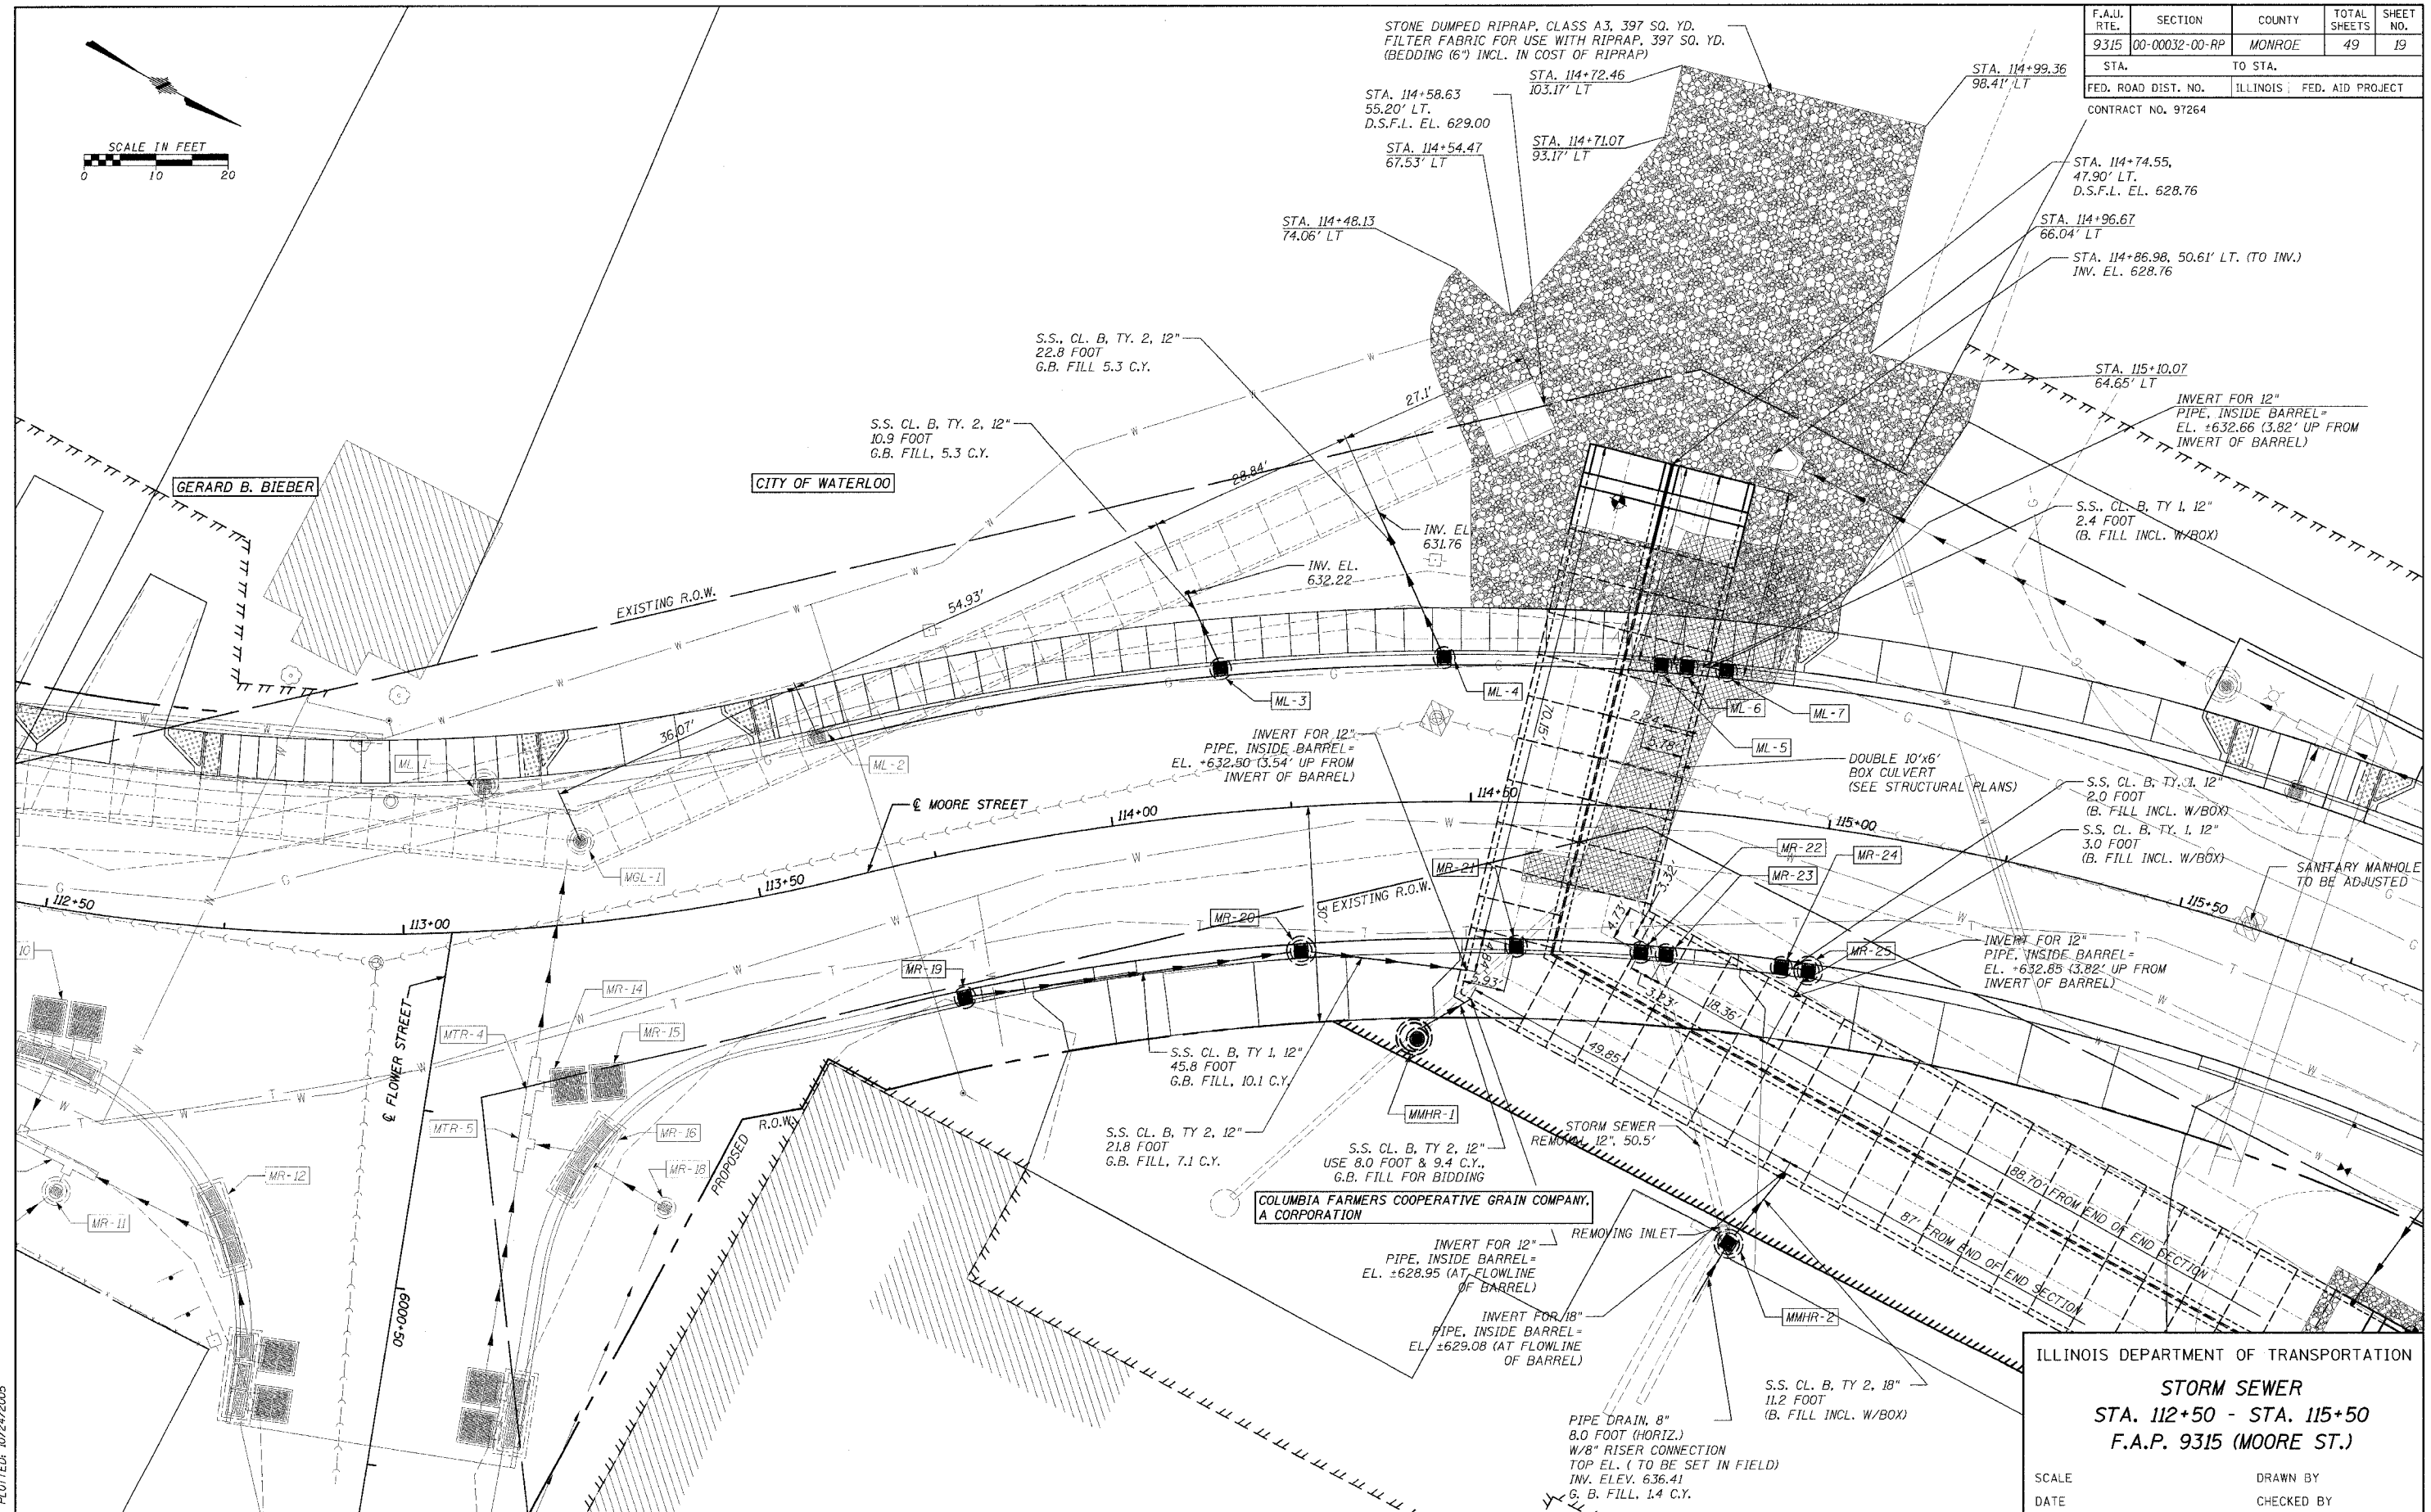 F.A.U. RTE.
SECTION
COUNTY
TOTAL SHEETS
SHEET NO.
9315
00-00032-00-RP
MONROE
49
19
STA.
TO STA.
FED. ROAD DIST. NO.
ILLINOIS
FED. AID PROJECT
CONTRACT NO. 97264
SCALE IN FEET
0 10 20
STONE DUMPED RIPRAP, CLASS A3, 397 SQ. YD.
FILTER FABRIC FOR USE WITH RIPRAP, 397 SQ. YD.
(BEDDING (6") INCL. IN COST OF RIPRAP)
STA. 114+72.46
103.17' LT
STA. 114+99.36
98.41' LT
STA. 114+58.63
55.20' LT.
D.S.F.L. EL. 629.00
STA. 114+54.47
67.53' LT
STA. 114+71.07
93.17' LT
STA. 114+74.55,
47.90' LT.
D.S.F.L. EL. 628.76
STA. 114+48.13
74.06' LT
STA. 114+96.67
66.04' LT
STA. 114+86.98, 50.61' LT. (TO INV.)
INV. EL. 628.76
S.S., CL. B, TY. 2, 12"
22.8 FOOT
G.B. FILL 5.3 C.Y.
STA. 115+10.07
64.65' LT
INVERT FOR 12"
PIPE, INSIDE BARREL=
EL. ±632.66 (3.82' UP FROM
INVERT OF BARREL)
S.S. CL. B, TY. 2, 12"
10.9 FOOT
G.B. FILL, 5.3 C.Y.
27.1'
28.84'
GERARD B. BIEBER
CITY OF WATERLOO
S.S., CL. B, TY 1, 12"
2.4 FOOT
(B. FILL INCL. W/BOX)
INV. EL
631.76
INV. EL.
632.22
EXISTING R.O.W.
54.93'
ML-3
ML-4
ML-6
ML-7
ML-5
36.07'
ML-1
ML-2
INVERT FOR 12"
PIPE, INSIDE BARREL=
EL. +632.50 (3.54' UP FROM
INVERT OF BARREL)
70.15'
DOUBLE 10'x6'
BOX CULVERT
(SEE STRUCTURAL PLANS)
℄ MOORE STREET
114+00
114+50
115+00
S.S, CL. B, TY. 1. 12"
2.0 FOOT
(B. FILL INCL. W/BOX)
S.S. CL. B, TY. 1. 12"
3.0 FOOT
(B. FILL INCL. W/BOX)
MGL-1
113+50
112+50
113+00
115+50
SANITARY MANHOLE
TO BE ADJUSTED
MR-22
MR-24
MR-21
MR-23
EXISTING R.O.W.
30'
3.32'
4.73'
MR-20
MR-25
INVERT FOR 12"
PIPE, INSIDE BARREL=
EL. +632.85 (3.82' UP FROM
INVERT OF BARREL)
MR-19
5.93'
18.36'
49.85'
MR-14
MR-15
MTR-4
℄ FLOWER STREET
S.S. CL. B, TY 1, 12"
45.8 FOOT
G.B. FILL, 10.1 C.Y.
MMHR-1
MTR-5
MR-16
MR-18
PROPOSED
R.O.W.
S.S. CL. B, TY 2, 12"
21.8 FOOT
G.B. FILL, 7.1 C.Y.
S.S. CL. B, TY 2, 12"
USE 8.0 FOOT & 9.4 C.Y.,
G.B. FILL FOR BIDDING
STORM SEWER
REMOVAL 12", 50.5'
MR-12
MR-11
COLUMBIA FARMERS COOPERATIVE GRAIN COMPANY,
A CORPORATION
88.70' FROM END OF END SECTION
87' FROM END OF END SECTION
REMOVING INLET
INVERT FOR 12"
PIPE, INSIDE BARREL=
EL. ±628.95 (AT FLOWLINE
OF BARREL)
INVERT FOR 18"
PIPE, INSIDE BARREL=
EL. ±629.08 (AT FLOWLINE
OF BARREL)
MMHR-2
6000+50
S.S. CL. B, TY 2, 18"
11.2 FOOT
(B. FILL INCL. W/BOX)
PIPE DRAIN, 8"
8.0 FOOT (HORIZ.)
W/8" RISER CONNECTION
TOP EL. ( TO BE SET IN FIELD)
INV. ELEV. 636.41
G. B. FILL, 1.4 C.Y.
ILLINOIS DEPARTMENT OF TRANSPORTATION
STORM SEWER
STA. 112+50 - STA. 115+50
F.A.P. 9315 (MOORE ST.)
SCALE
DRAWN BY
DATE
CHECKED BY
PLOTTED: 10/24/2005